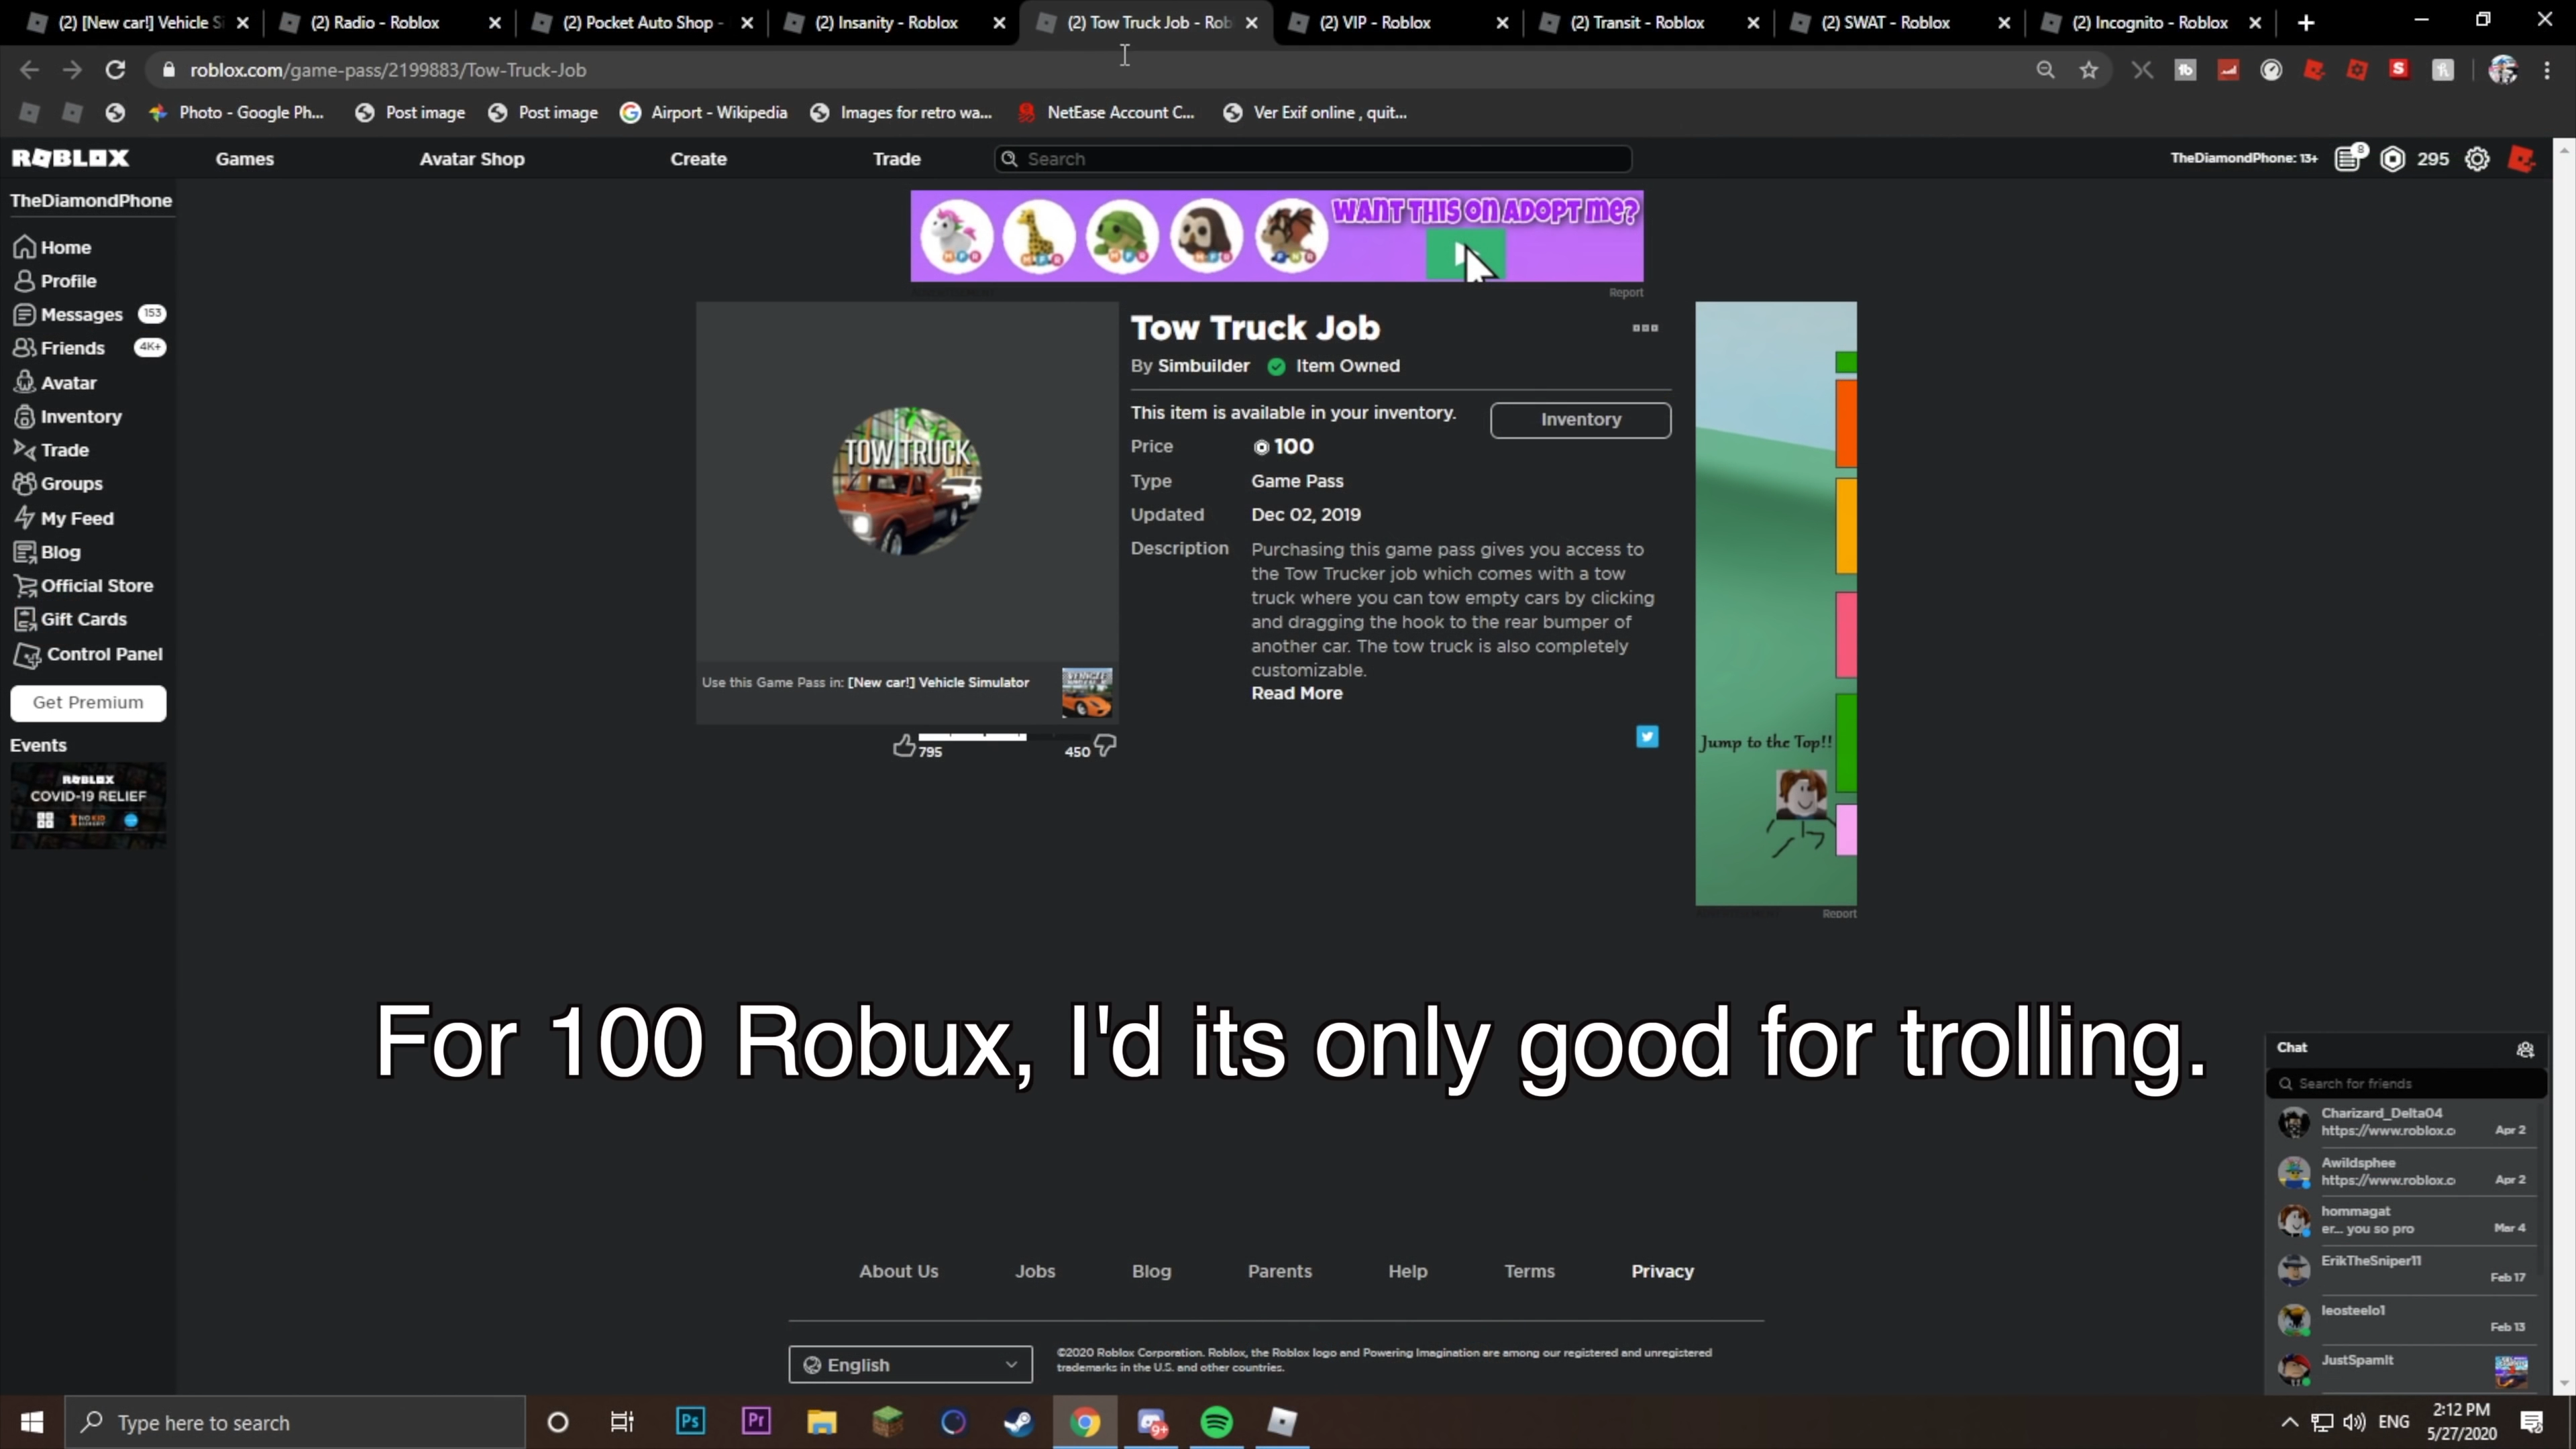 (2) [New car!] Vehicle Si
(2) Radio - Roblox
(2) Pocket Auto Shop -
(2) Insanity - Roblox
(2) Tow Truck Job - Rob
(2) VIP - Roblox
(2) Transit - Roblox
(2) SWAT - Roblox
(2) Incognito - Roblox
roblox.com/game-pass/2199883/Tow-Truck-Job
Photo - Google Ph...
Post image
Post image
Airport - Wikipedia
Images for retro wa...
NetEase Account C...
Ver Exif online , quit...
ROBLOX
Games
Avatar Shop
Create
Trade
Search
TheDiamondPhone: 13+
8
295
TheDiamondPhone
Home
Profile
Messages 153
Friends 4K+
Avatar
Inventory
Trade
Groups
My Feed
Blog
Official Store
Gift Cards
Control Panel
Get Premium
Events
ROBLOX
COVID-19 RELIEF
WANT THIS ON ADOPT ME?
Report
TOW TRUCK
Use this Game Pass in: [New car!] Vehicle Simulator
795
450
Tow Truck Job
By Simbuilder Item Owned
This item is available in your inventory.
Inventory
Price 100
Type Game Pass
Updated Dec 02, 2019
Description Purchasing this game pass gives you access to
the Tow Trucker job which comes with a tow
truck where you can tow empty cars by clicking
and dragging the hook to the rear bumper of
another car. The tow truck is also completely
customizable.
Read More
Jump to the Top!!
Report
For 100 Robux, I'd its only good for trolling.
Chat
Search for friends
Charizard_Delta04
https://www.roblox.c
Apr 2
Awildsphee
https://www.roblox.c
Apr 2
hommagat
er... you so pro
Mar 4
ErikTheSniper11
Feb 17
leosteelo1
Feb 13
JustSpamIt
About Us
Jobs
Blog
Parents
Help
Terms
Privacy
English
©2020 Roblox Corporation. Roblox, the Roblox logo and Powering Imagination are among our registered and unregistered
trademarks in the U.S. and other countries.
Type here to search
Ps
Pr
9+
ENG
2:12 PM
5/27/2020